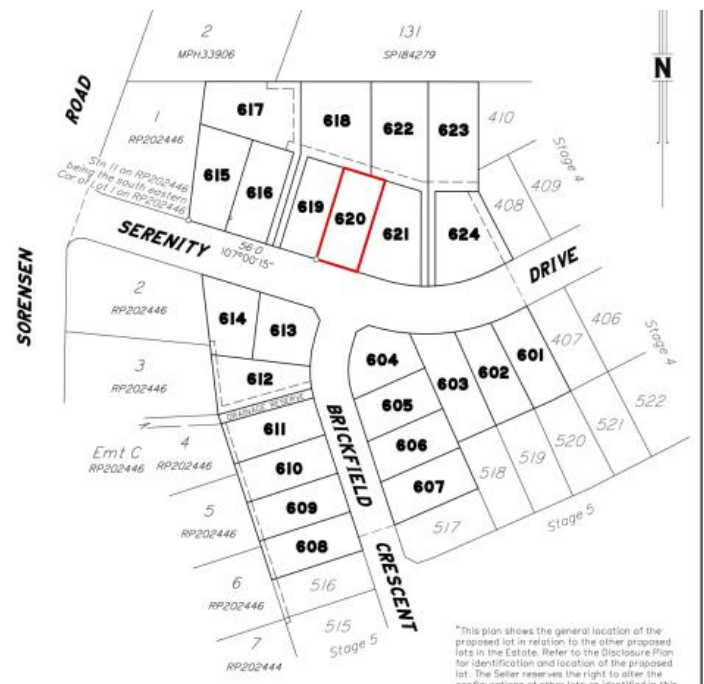 2
MPH33906
131
SP184279
N
ROAD
1
RP202446
617
618
622
623
410
Stage 4
409
408
615
616
619
620
621
624
Stn II on RP202446
being the south eastern
Cor of Lot 1 on RP202446
SERENITY
56·0
107°00'15"
DRIVE
SORENSEN
2
RP202446
614
613
3
RP202446
612
DRAINAGE RESERVE
604
603
602
601
407
406
Stage 4
605
606
607
611
610
609
608
BRICKFIELD
CRESCENT
Emt C
RP202446
4
RP202446
5
RP202446
6
RP202446
7
RP202444
518
519
520
521
522
517
Stage 5
516
515
Stage 5
"This plan shows the general location of the
proposed lot in relation to the other proposed
lots in the Estate. Refer to the Disclosure Plan
for identification and location of the proposed
lot. The Seller reserves the right to alter the